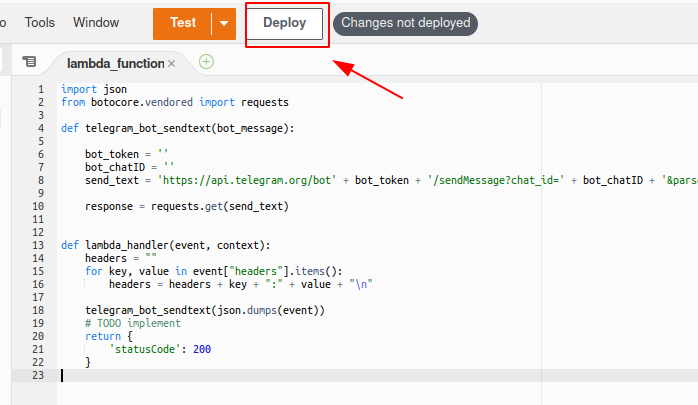 o Tools Window Test Deploy Changes not deployed
lambda_function ×
1 import json
2 from botocore.vendored import requests
3
4 def telegram_bot_sendtext(bot_message):
5
6     bot_token = ''
7     bot_chatID = ''
8     send_text = 'https://api.telegram.org/bot' + bot_token + '/sendMessage?chat_id=' + bot_chatID + '&pars
9
10     response = requests.get(send_text)
11
12
13 def lambda_handler(event, context):
14     headers = ""
15     for key, value in event["headers"].items():
16         headers = headers + key + ":" + value + "\n"
17
18     telegram_bot_sendtext(json.dumps(event))
19     # TODO implement
20     return {
21         'statusCode': 200
22     }
23